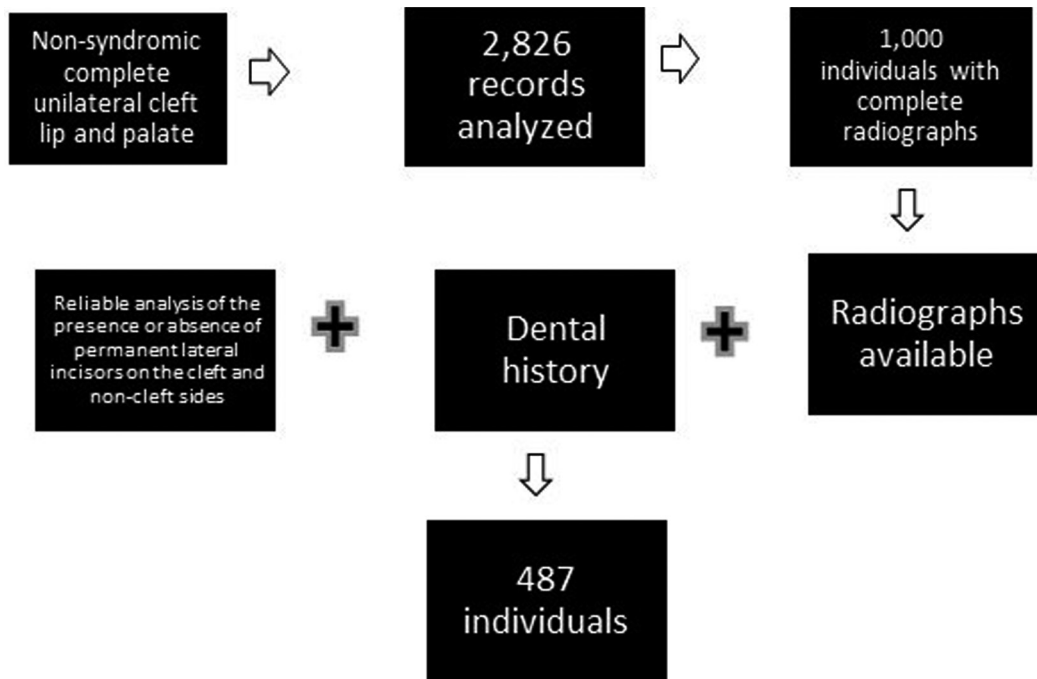 Non-syndromic
complete
unilateral cleft
lip and palate
2,826
records
analyzed
1,000
individuals with
complete
radiographs
Reliable analysis of the
presence or absence of
permanent lateral
incisors on the cleft and
non-cleft sides
Dental
history
Radiographs
available
487
individuals